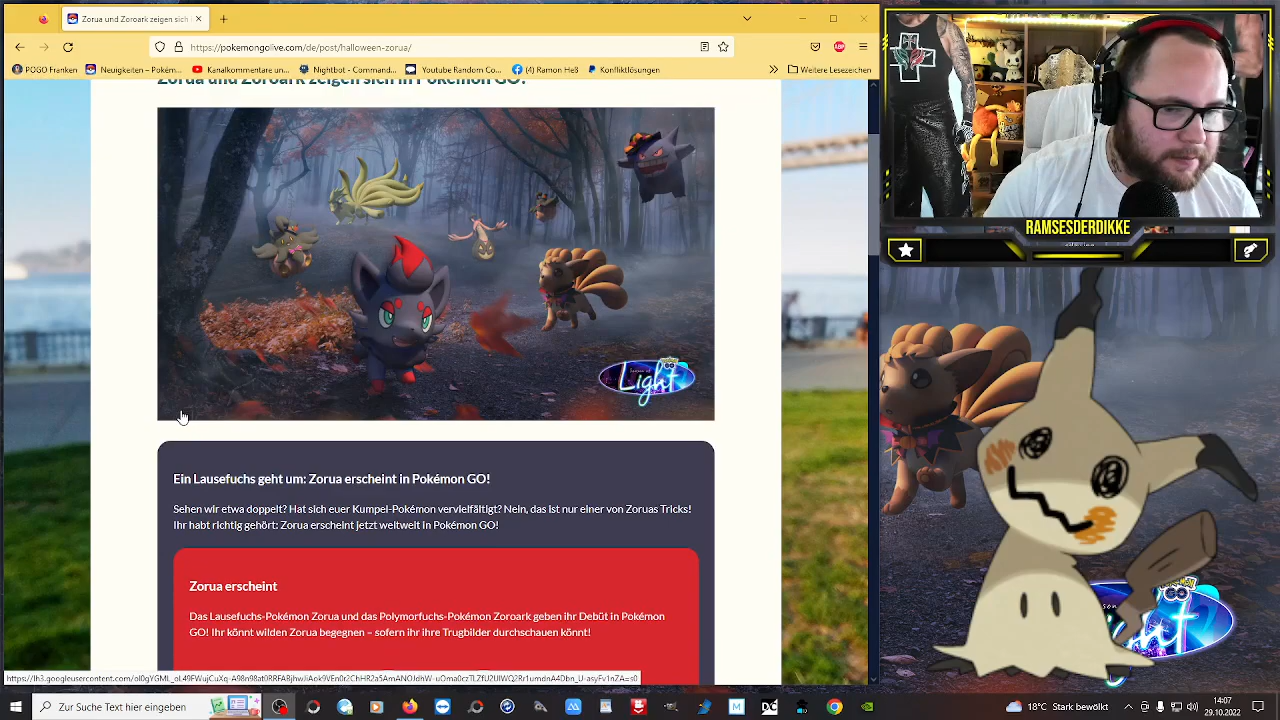 Zorua und Zoroark zeigen sich i
https://pokemongolive.com/de/post/halloween-zorua/
POGO Franken
Neuigkeiten – Pokém...
Kanalkommentare un...
Nightbot - Command...
Youtube Random Co...
(4) Ramon Heß
Konfliktlösungen
Weitere Lesezeichen
ABP
Zorua und Zoroark zeigen sich in Pokémon GO!
Light
Ein Lausefuchs geht um: Zorua erscheint in Pokémon GO!
Sehen wir etwa doppelt? Hat sich euer Kumpel-Pokémon vervielfältigt? Nein, das ist nur einer von Zoruas Tricks!
Ihr habt richtig gehört: Zorua erscheint jetzt weltweit in Pokémon GO!
Zorua erscheint
Das Lausefuchs-Pokémon Zorua und das Polymorfuchs-Pokémon Zoroark geben ihr Debüt in Pokémon
GO! Ihr könnt wilden Zorua begegnen – sofern ihr ihre Trugbilder durchschauen könnt!
RAMSESDERDIKKE
Zur Suche Text hier eingeben
18°C Stark bewölkt
14:07
29.10.2022